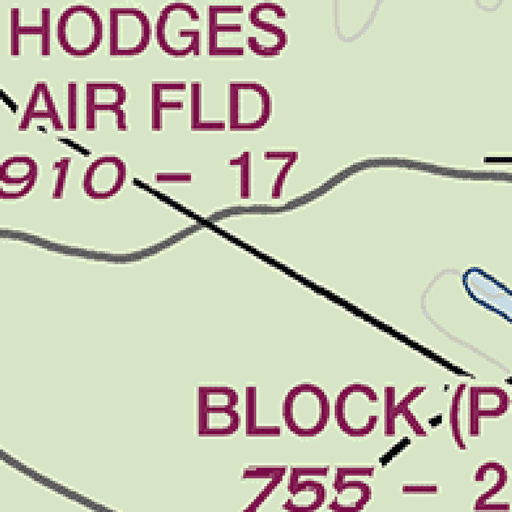 HODGES
AIR FLD
910 – 17
BLOCK (P
755 – 2